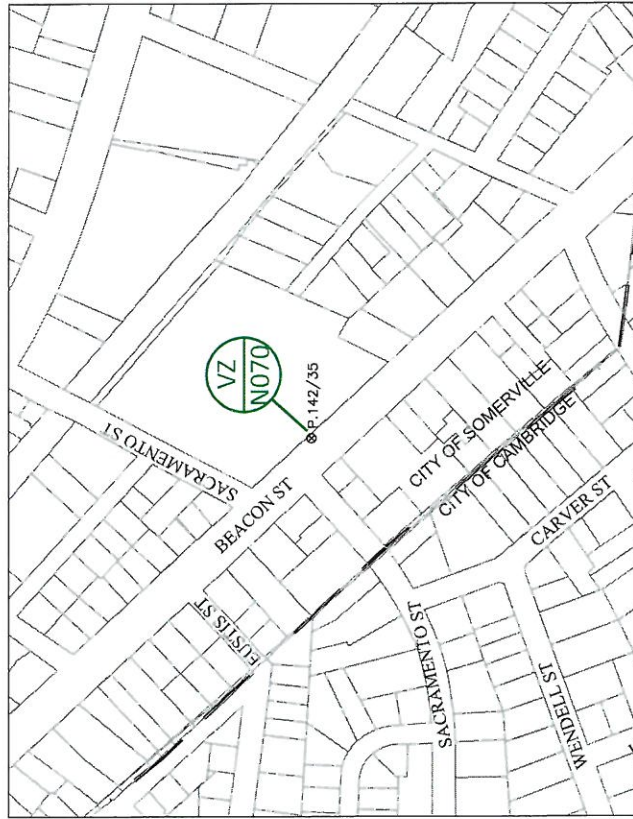 SACRAMENTO ST
VZ
N070
P.142/35
BEACON ST
EUSTIS ST
CITY OF SOMERVILLE
CITY OF CAMBRIDGE
CARVER ST
SACRAMENTO ST
WENDELL ST